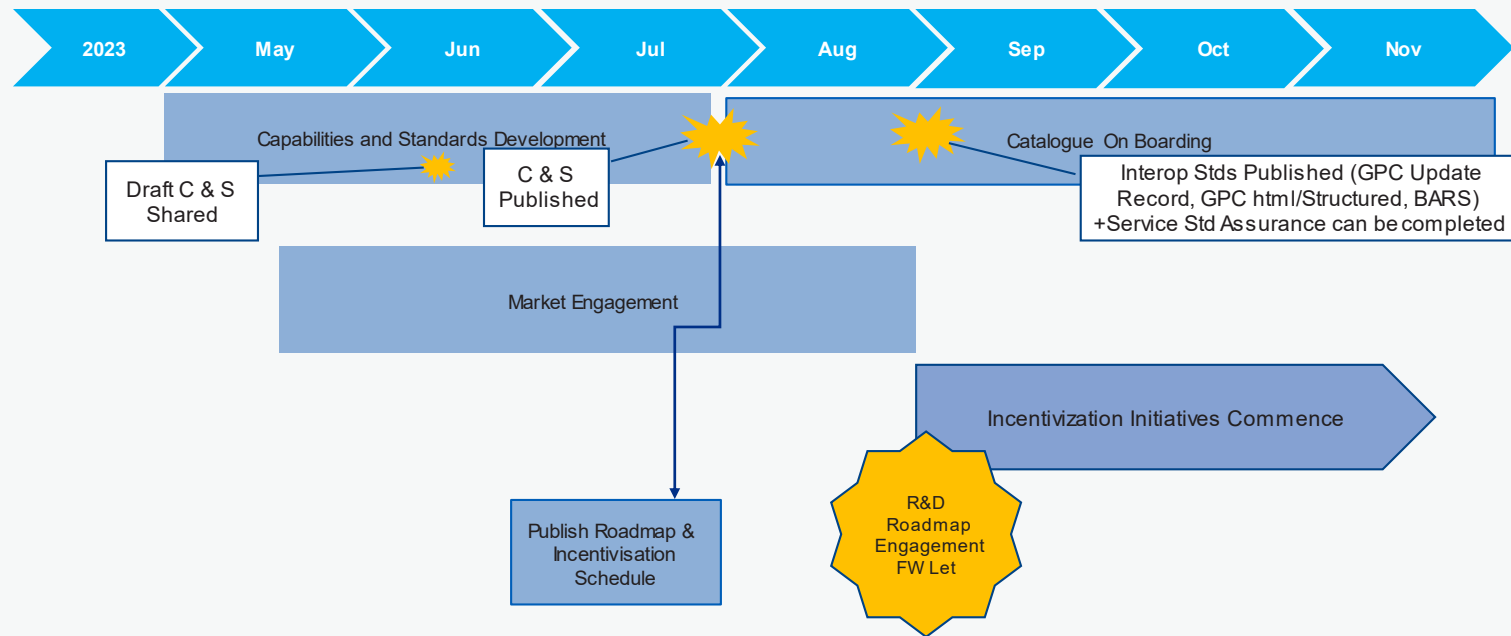 2023
May
Jun
Jul
Aug
Sep
Oct
Nov
Capabilities and Standards Development
Catalogue On Boarding
Draft C & S
Shared
C & S
Published
Interop Stds Published (GPC Update
Record, GPC html/Structured, BARS)
+Service Std Assurance can be completed
Market Engagement
Incentivization Initiatives Commence
Publish Roadmap &
Incentivisation
Schedule
R&D
Roadmap
Engagement
FW Let